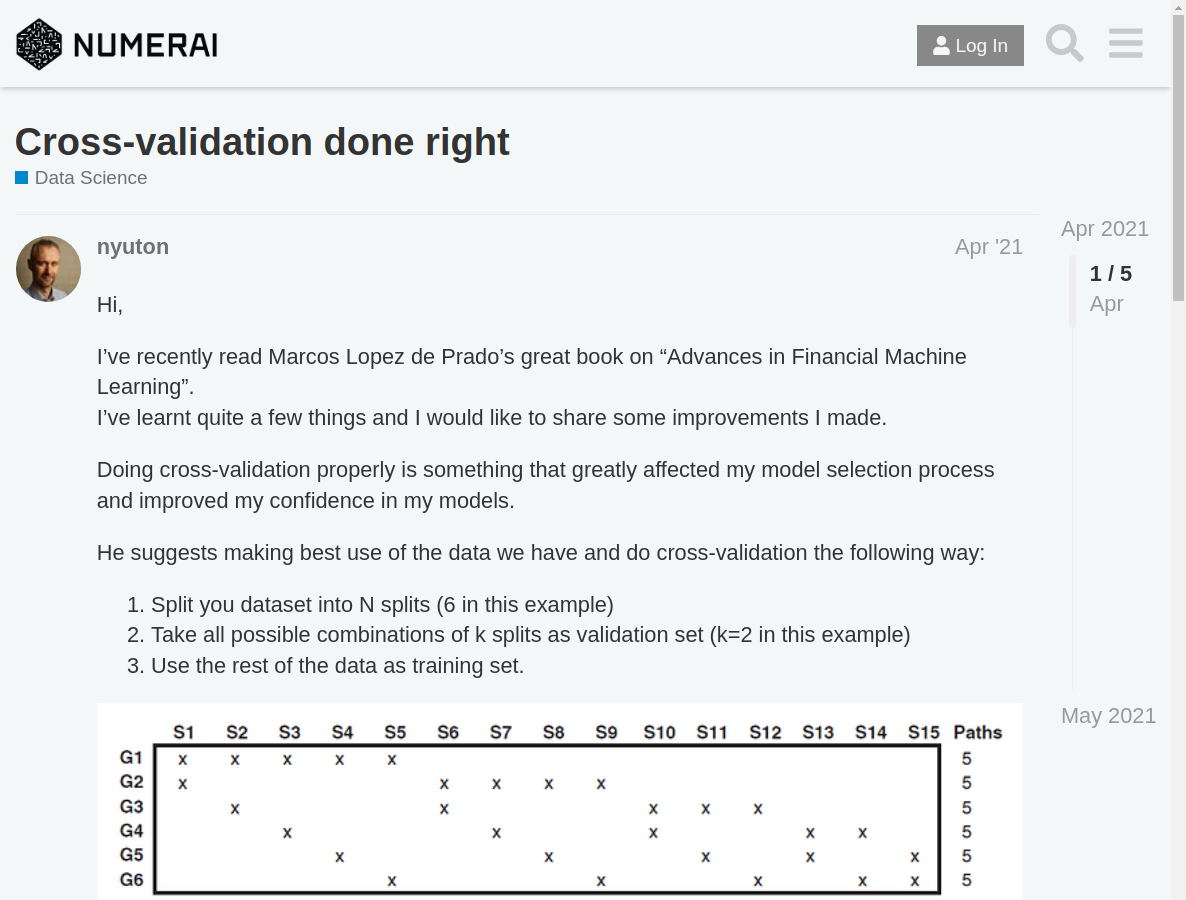 NUMERAI
Log In
Cross-validation done right
Data Science
Apr 2021
nyuton
Apr '21
1 / 5
Apr
Hi,
I’ve recently read Marcos Lopez de Prado’s great book on “Advances in Financial Machine
Learning”.
I’ve learnt quite a few things and I would like to share some improvements I made.
Doing cross-validation properly is something that greatly affected my model selection process
and improved my confidence in my models.
He suggests making best use of the data we have and do cross-validation the following way:
1. Split you dataset into N splits (6 in this example)
2. Take all possible combinations of k splits as validation set (k=2 in this example)
3. Use the rest of the data as training set.
May 2021
S1 S2 S3 S4 S5 S6 S7 S8 S9 S10 S11 S12 S13 S14 S15 Paths
G1 x x x x x 5
G2 x x x x x 5
G3 x x x x x 5
G4 x x x x x 5
G5 x x x x x 5
G6 x x x x x 5